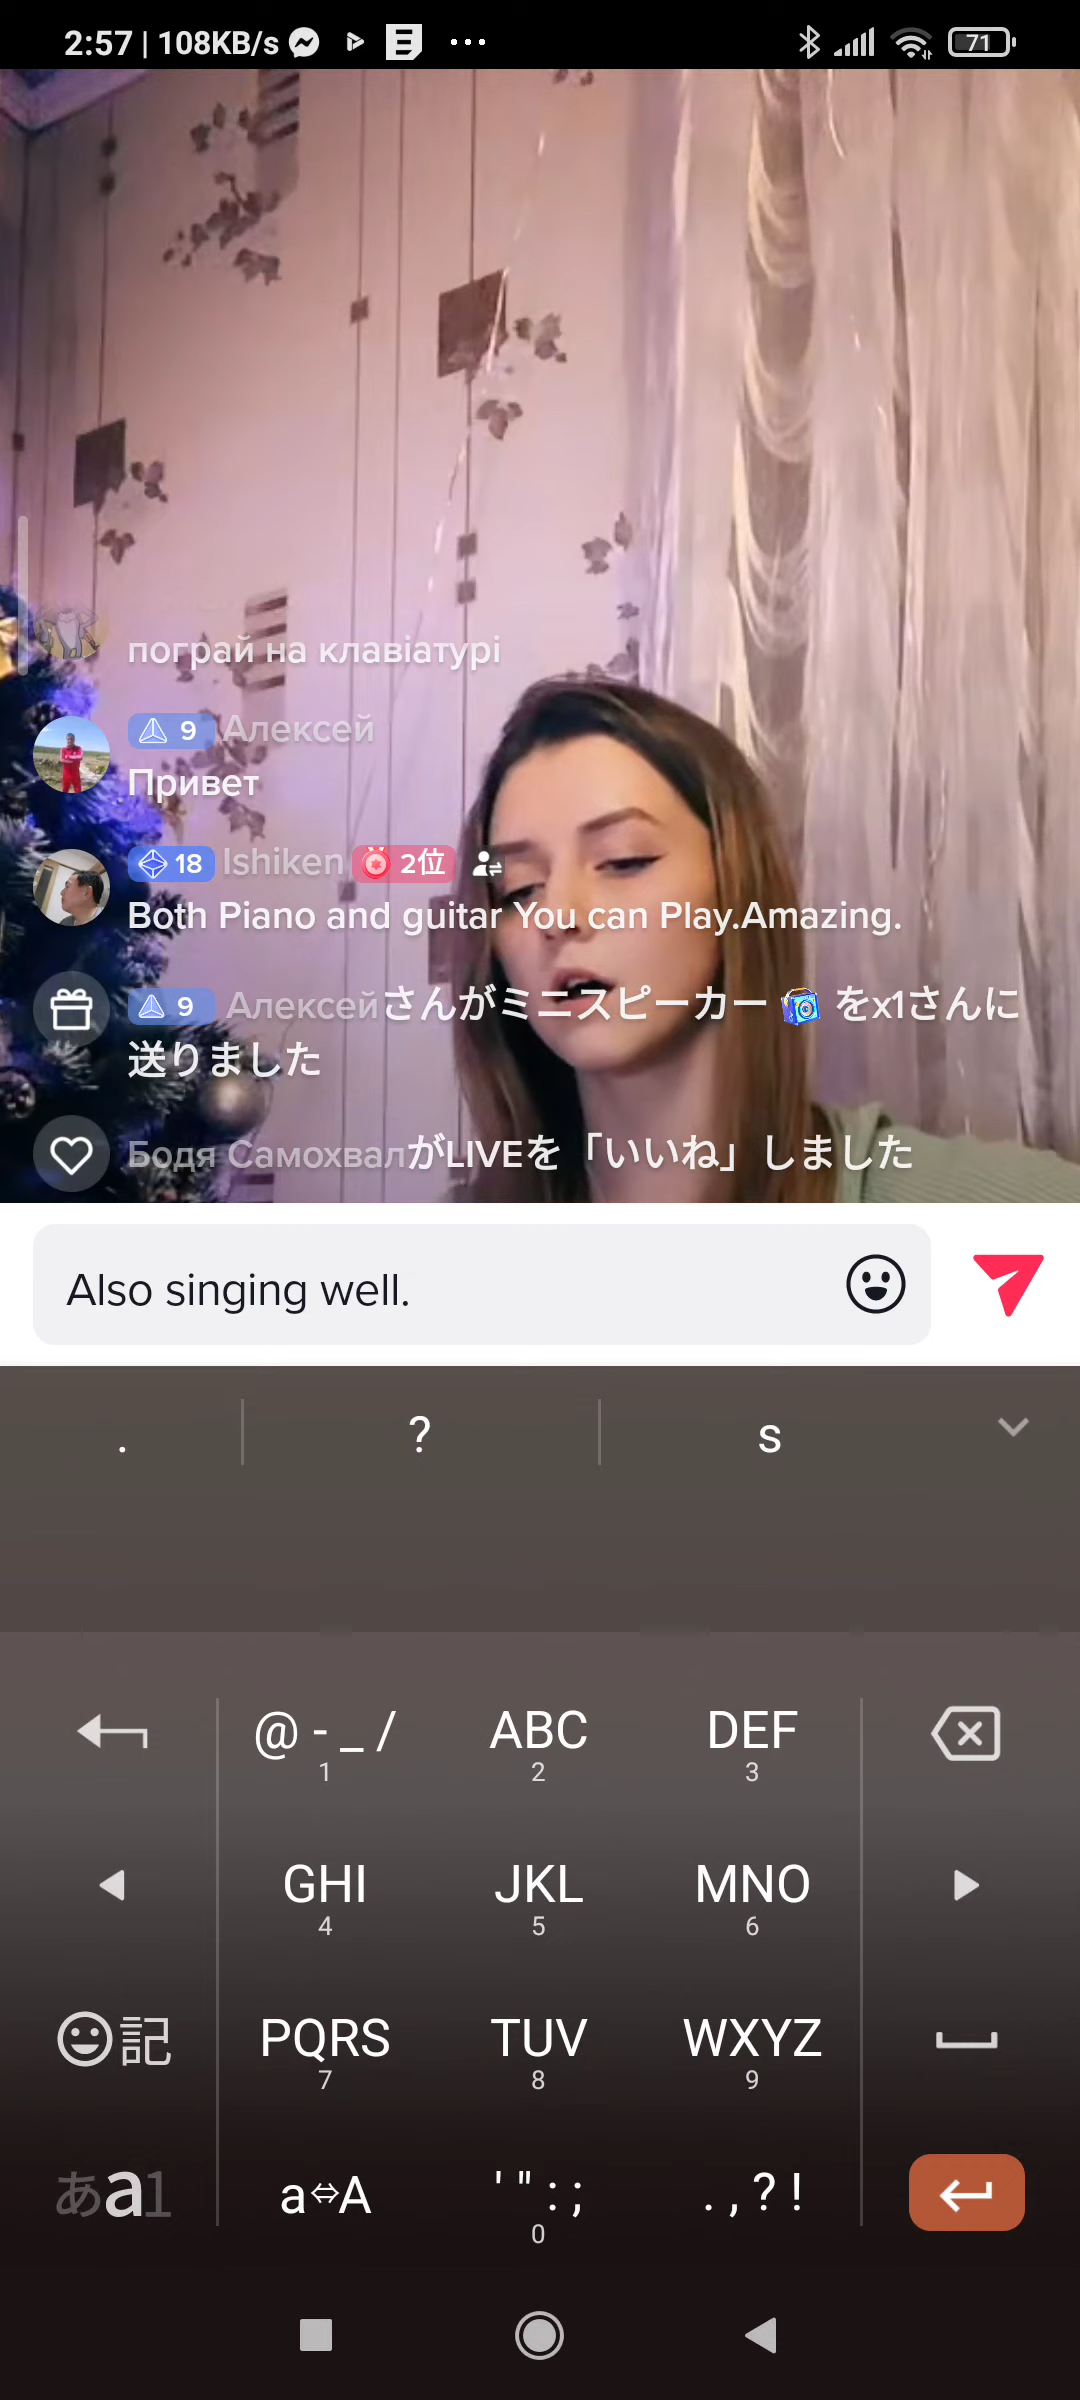 2:57 | 108KB/s
71
пограй на клавіатурі
9 Алексей
Привет
18 Ishiken 2位
Both Piano and guitar You can Play.Amazing.
9 Алексейさんがミニスピーカー をx1さんに
送りました
Бодя СамохвалがLIVEを「いいね」しました
Also singing well.
. ? s
@-_/ ABC DEF
1 2 3
GHI JKL MNO
4 5 6
記 PQRS TUV WXYZ
7 8 9
あa1 a⇔A '":; .,?!
0